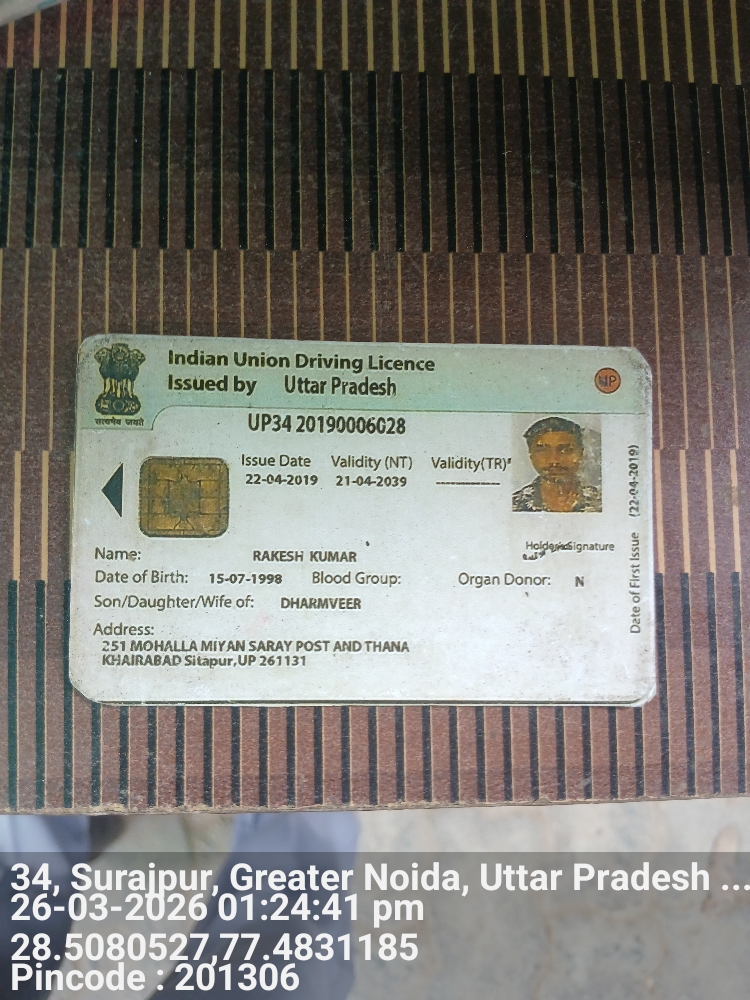 Indian Union Driving Licence
Issued by Uttar Pradesh
UP
सत्यमेव जयते
UP34 20190006028
Issue Date Validity (NT) Validity(TR)
22-04-2019 21-04-2039 ------------
Holder's Signature
Date of First Issue (22-04-2019)
Name: RAKESH KUMAR
Date of Birth: 15-07-1998 Blood Group: Organ Donor: N
Son/Daughter/Wife of: DHARMVEER
Address:
251 MOHALLA MIYAN SARAY POST AND THANA
KHAIRABAD Sitapur,UP 261131
34, Surajpur, Greater Noida, Uttar Pradesh ...
26-03-2026 01:24:41 pm
28.5080527,77.4831185
Pincode : 201306